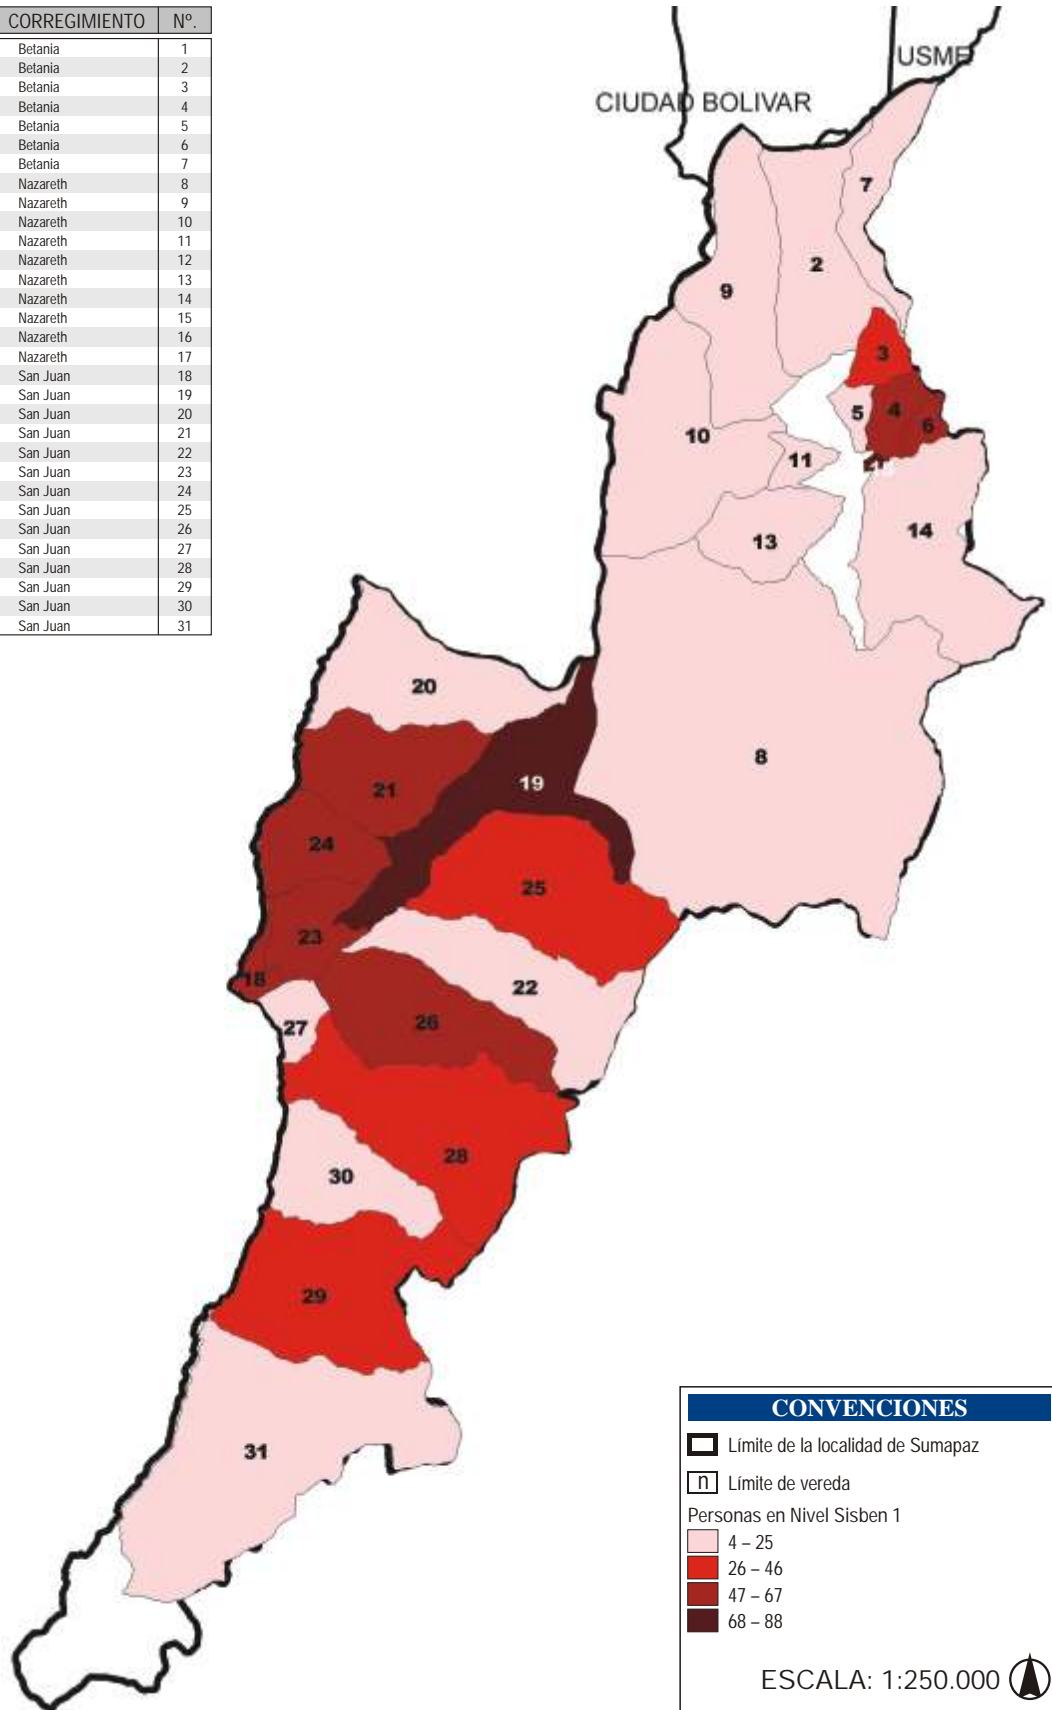 CORREGIMIENTO Nº.
Betania 1
Betania 2
Betania 3
Betania 4
Betania 5
Betania 6
Betania 7
Nazareth 8
Nazareth 9
Nazareth 10
Nazareth 11
Nazareth 12
Nazareth 13
Nazareth 14
Nazareth 15
Nazareth 16
Nazareth 17
San Juan 18
San Juan 19
San Juan 20
San Juan 21
San Juan 22
San Juan 23
San Juan 24
San Juan 25
San Juan 26
San Juan 27
San Juan 28
San Juan 29
San Juan 30
San Juan 31
USME
CIUDAD BOLIVAR
7
2
9
3
5
4
6
10
11
14
13
20
8
19
21
24
25
23
18
22
27
26
28
30
29
31
CONVENCIONES
Límite de la localidad de Sumapaz
n Límite de vereda
Personas en Nivel Sisben 1
4 – 25
26 – 46
47 – 67
68 – 88
ESCALA: 1:250.000